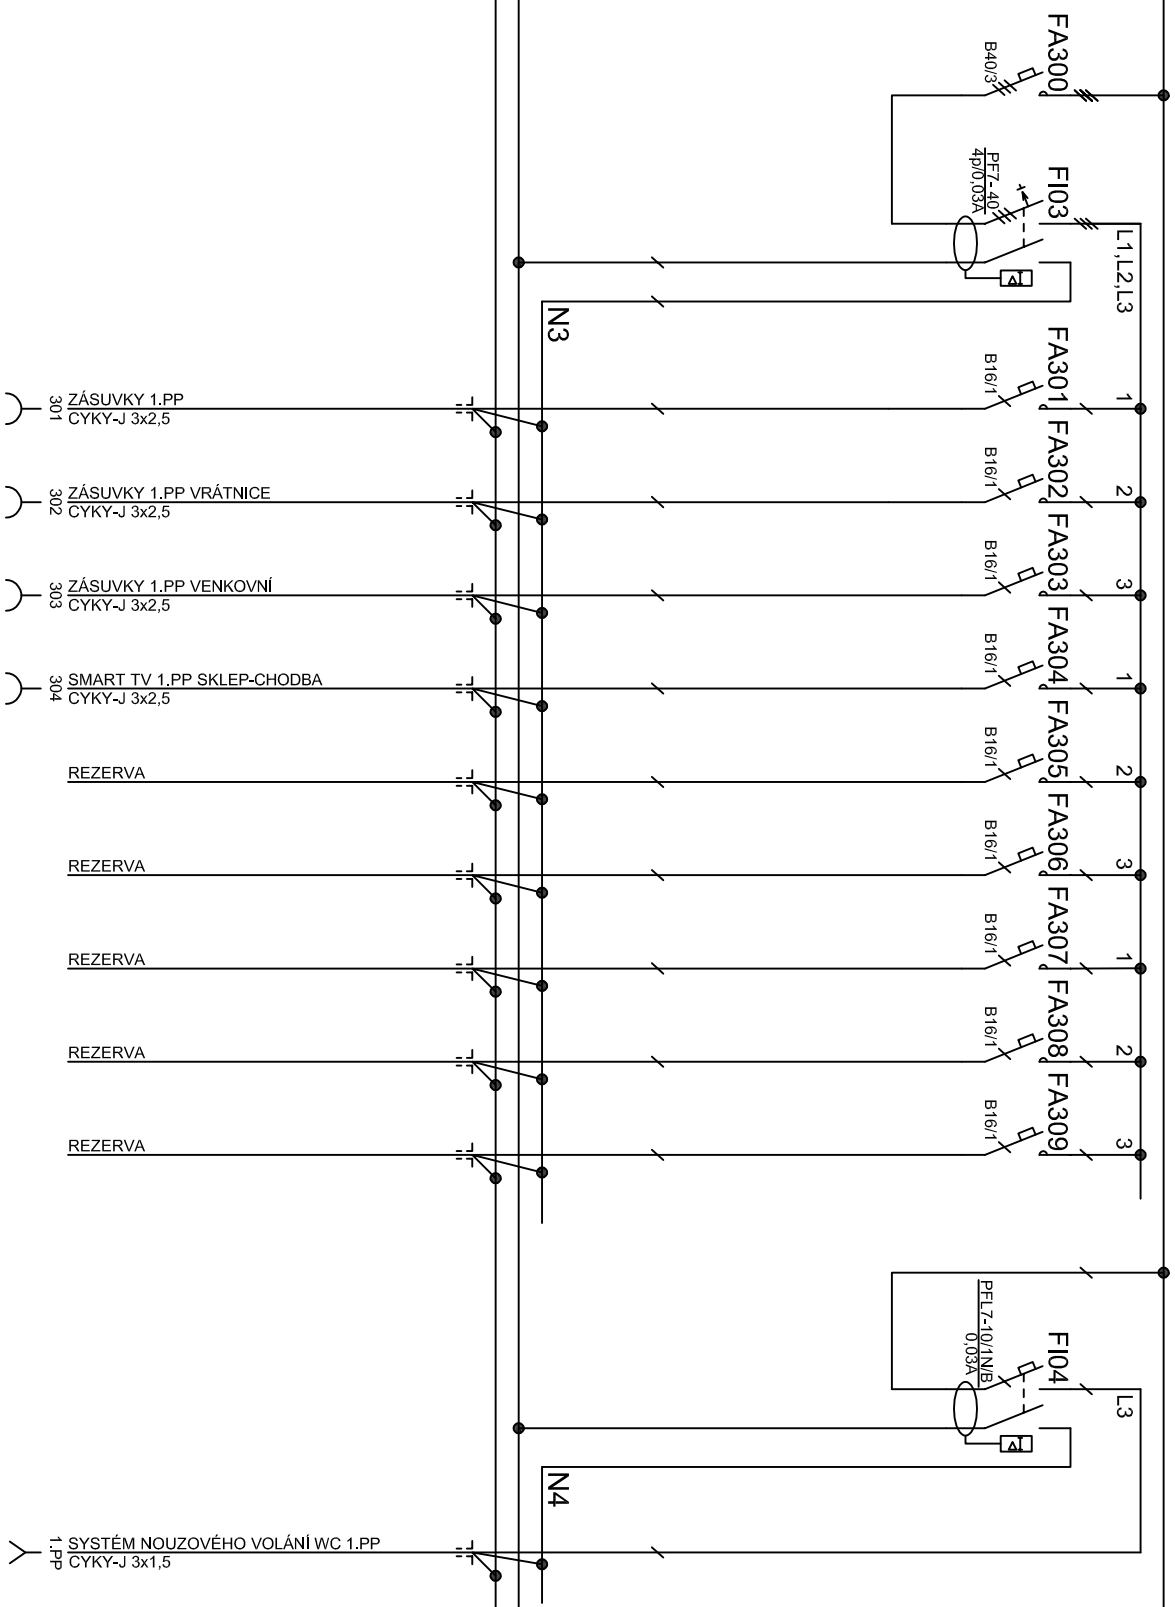 FA300
B40/3
FI03
PF7-40
4p/0,03A
L1,L2,L3
ΔI
N3
FA301
B16/1
1
301
ZÁSUVKY 1.PP
CYKY-J 3x2,5
FA302
B16/1
2
302
ZÁSUVKY 1.PP VRÁTNICE
CYKY-J 3x2,5
FA303
B16/1
3
303
ZÁSUVKY 1.PP VENKOVNÍ
CYKY-J 3x2,5
FA304
B16/1
1
304
SMART TV 1.PP SKLEP-CHODBA
CYKY-J 3x2,5
FA305
B16/1
2
REZERVA
FA306
B16/1
3
REZERVA
FA307
B16/1
1
REZERVA
FA308
B16/1
2
REZERVA
FA309
B16/1
3
REZERVA
FI04
PFL7-10/1N/B
0,03A
L3
ΔI
N4
1.PP
SYSTÉM NOUZOVÉHO VOLÁNÍ WC 1.PP
CYKY-J 3x1,5